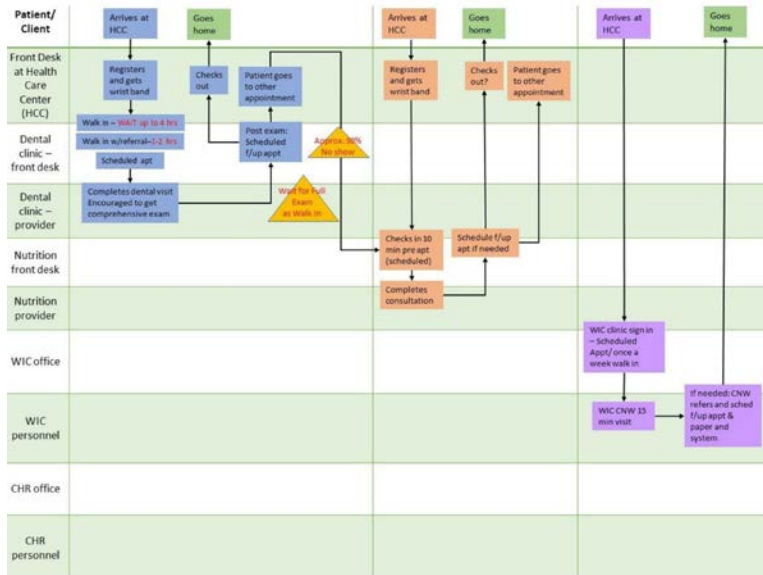 Patient/
Client
Arrives at
HCC
Goes
home
Arrives at
HCC
Goes
home
Arrives at
HCC
Goes
home
Front Desk
at Health
Care
Center
(HCC)
Registers
and gets
wrist band
Checks
out
Patient goes
to other
appointment
Registers
and gets
wrist band
Checks
out?
Patient goes
to other
appointment
Walk in – WAIT up to 4 hrs
Dental
clinic –
front desk
Walk in w/referral–1-2 hrs
Scheduled apt
Post exam:
Scheduled
f/up appt
Approx. 30%
No show
Dental
clinic –
provider
Completes dental visit
Encouraged to get
comprehensive exam
Wait for Full
Exam
as Walk In
Nutrition
front desk
Checks in 10
min pre apt
(scheduled)
Schedule f/up
apt if needed
Nutrition
provider
Completes
consultation
WIC office
WIC clinic sign in
– Scheduled
Appt/ once a
week walk in
WIC
personnel
WIC CNW 15
min visit
If needed: CNW
refers and sched
f/up appt &
paper and
system
CHR office
CHR
personnel